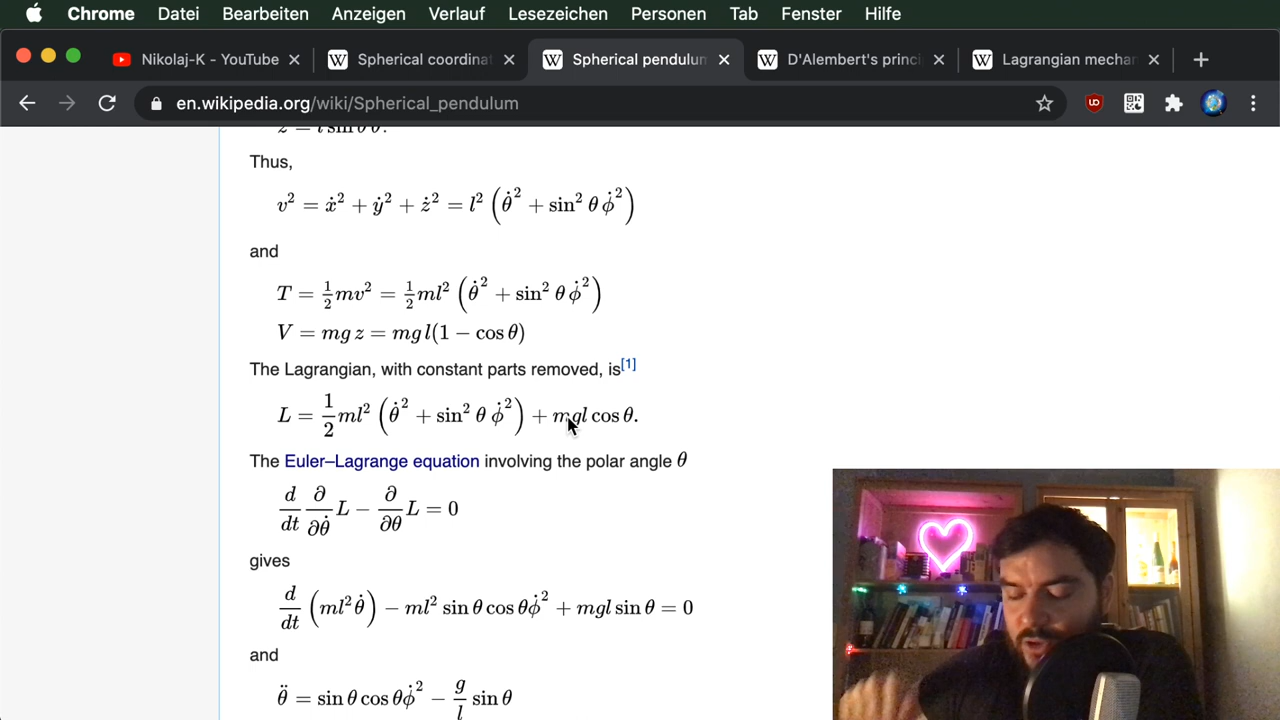 Chrome Datei Bearbeiten Anzeigen Verlauf Lesezeichen Personen Tab Fenster Hilfe
Nikolaj-K - YouTube Spherical coordinat Spherical pendulum D'Alembert's princi Lagrangian mechan
en.wikipedia.org/wiki/Spherical_pendulum
Thus,
v² = ẋ² + ẏ² + ż² = l² (θ̇² + sin² θ ϕ̇²)
and
T = ½mv² = ½ml² (θ̇² + sin² θ ϕ̇²)
V = mg z = mg l(1 − cos θ)
The Lagrangian, with constant parts removed, is[1]
L = 1/2 ml² (θ̇² + sin² θ ϕ̇²) + mgl cos θ.
The Euler–Lagrange equation involving the polar angle θ
d/dt ∂/∂θ̇ L − ∂/∂θ L = 0
gives
d/dt (ml²θ̇) − ml² sin θ cos θϕ̇² + mgl sin θ = 0
and
θ̈ = sin θ cos θϕ̇² − g/l sin θ